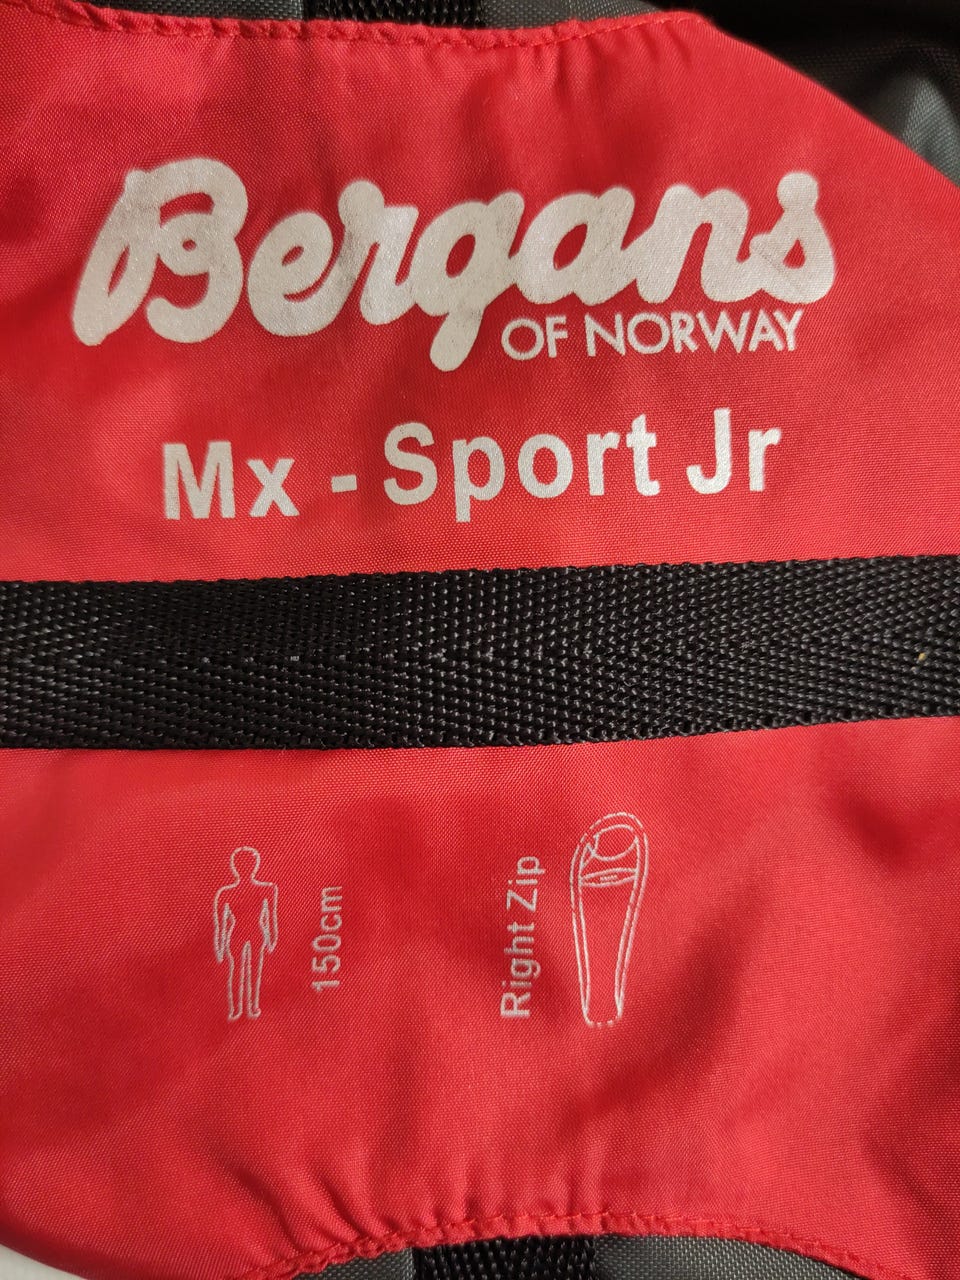 Bergans
OF NORWAY
Mx - Sport Jr
150cm
Right Zip